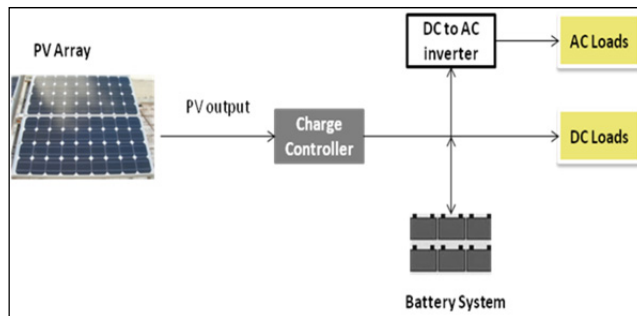 PV Array
PV output
Charge
Controller
DC to AC
inverter
AC Loads
DC Loads
Battery System